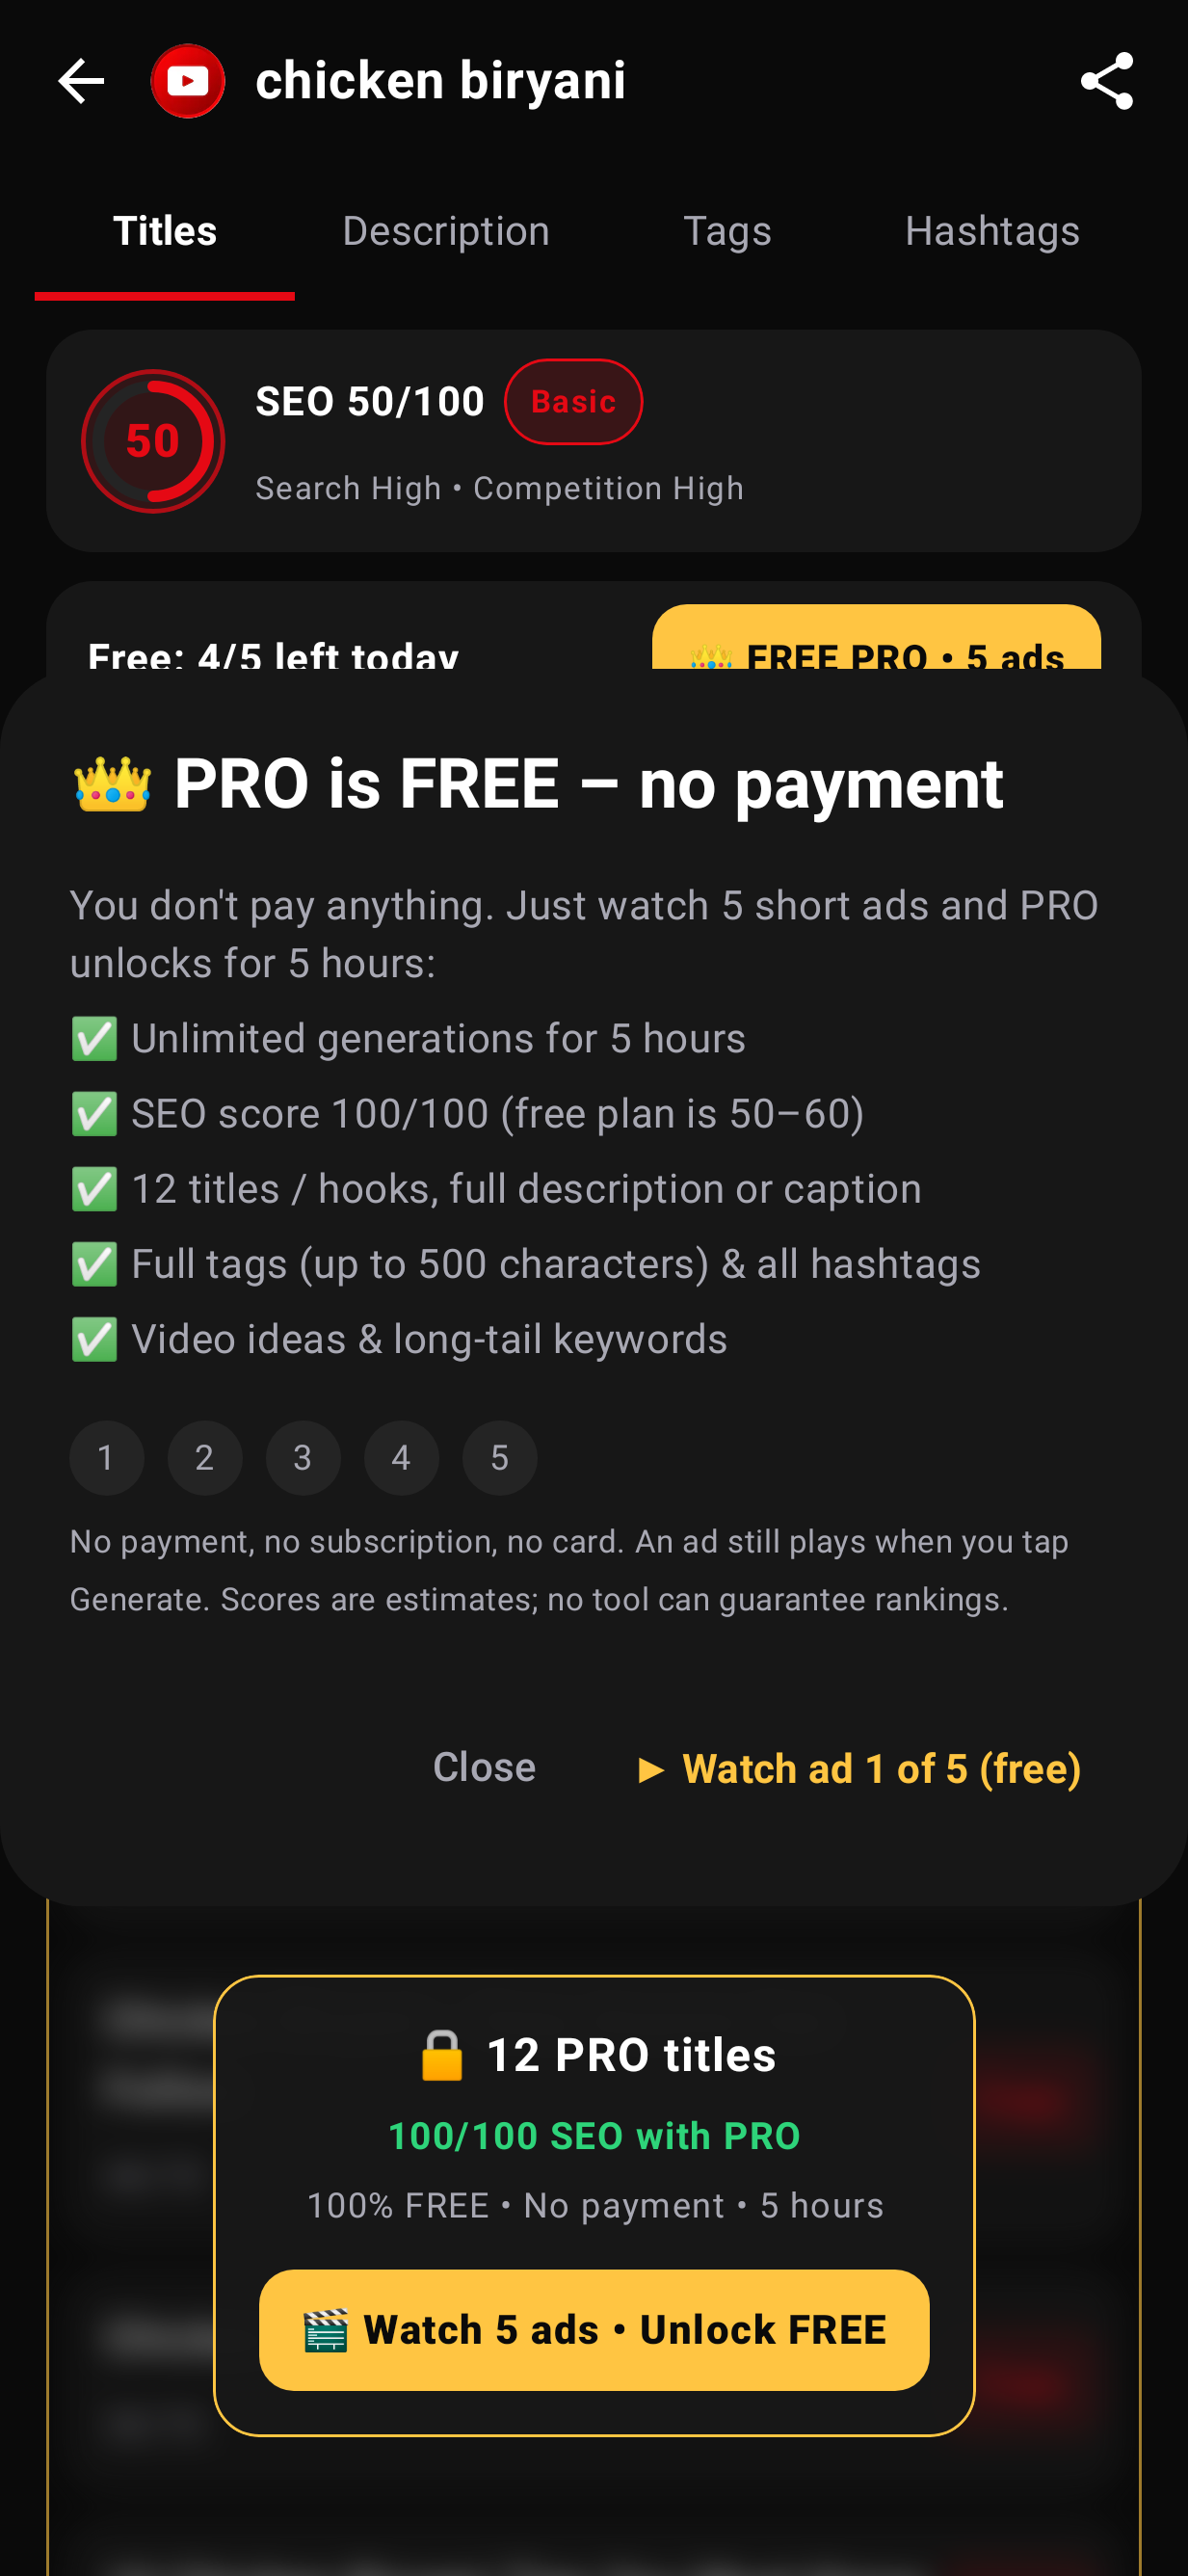 chicken biryani
Titles
Description
Tags
Hashtags
50
SEO 50/100
Basic
Search High • Competition High
Free: 4/5 left today
👑 FREE PRO • 5 ads
👑 PRO is FREE – no payment
You don't pay anything. Just watch 5 short ads and PRO
unlocks for 5 hours:
✅ Unlimited generations for 5 hours
✅ SEO score 100/100 (free plan is 50–60)
✅ 12 titles / hooks, full description or caption
✅ Full tags (up to 500 characters) & all hashtags
✅ Video ideas & long-tail keywords
1 2 3 4 5
No payment, no subscription, no card. An ad still plays when you tap
Generate. Scores are estimates; no tool can guarantee rankings.
Close
▶ Watch ad 1 of 5 (free)
🔒 12 PRO titles
100/100 SEO with PRO
100% FREE • No payment • 5 hours
🎬 Watch 5 ads • Unlock FREE